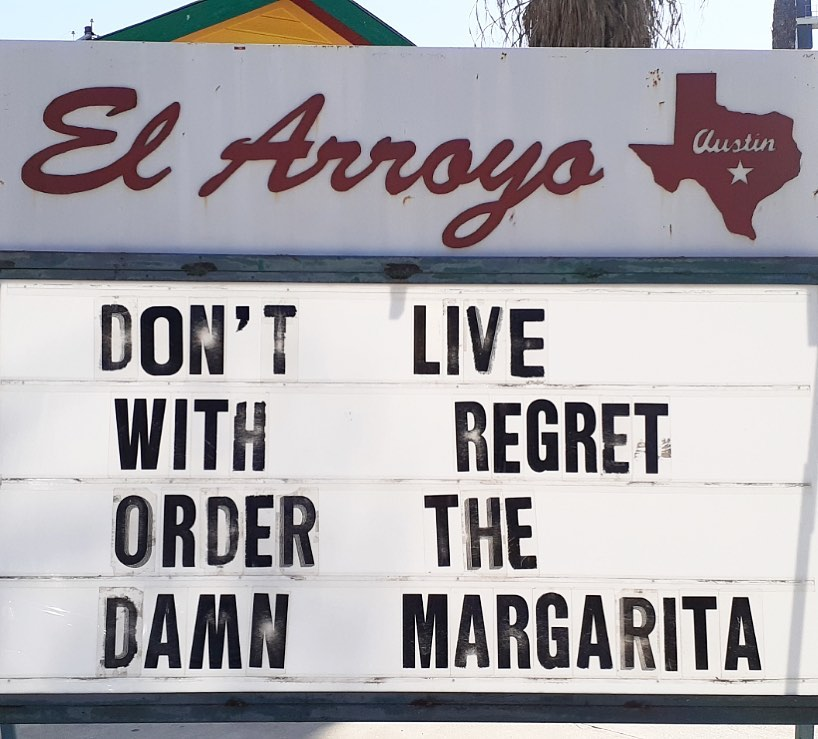 El Arroyo
Austin
DON'T LIVE
WITH REGRET
ORDER THE
DAMN MARGARITA